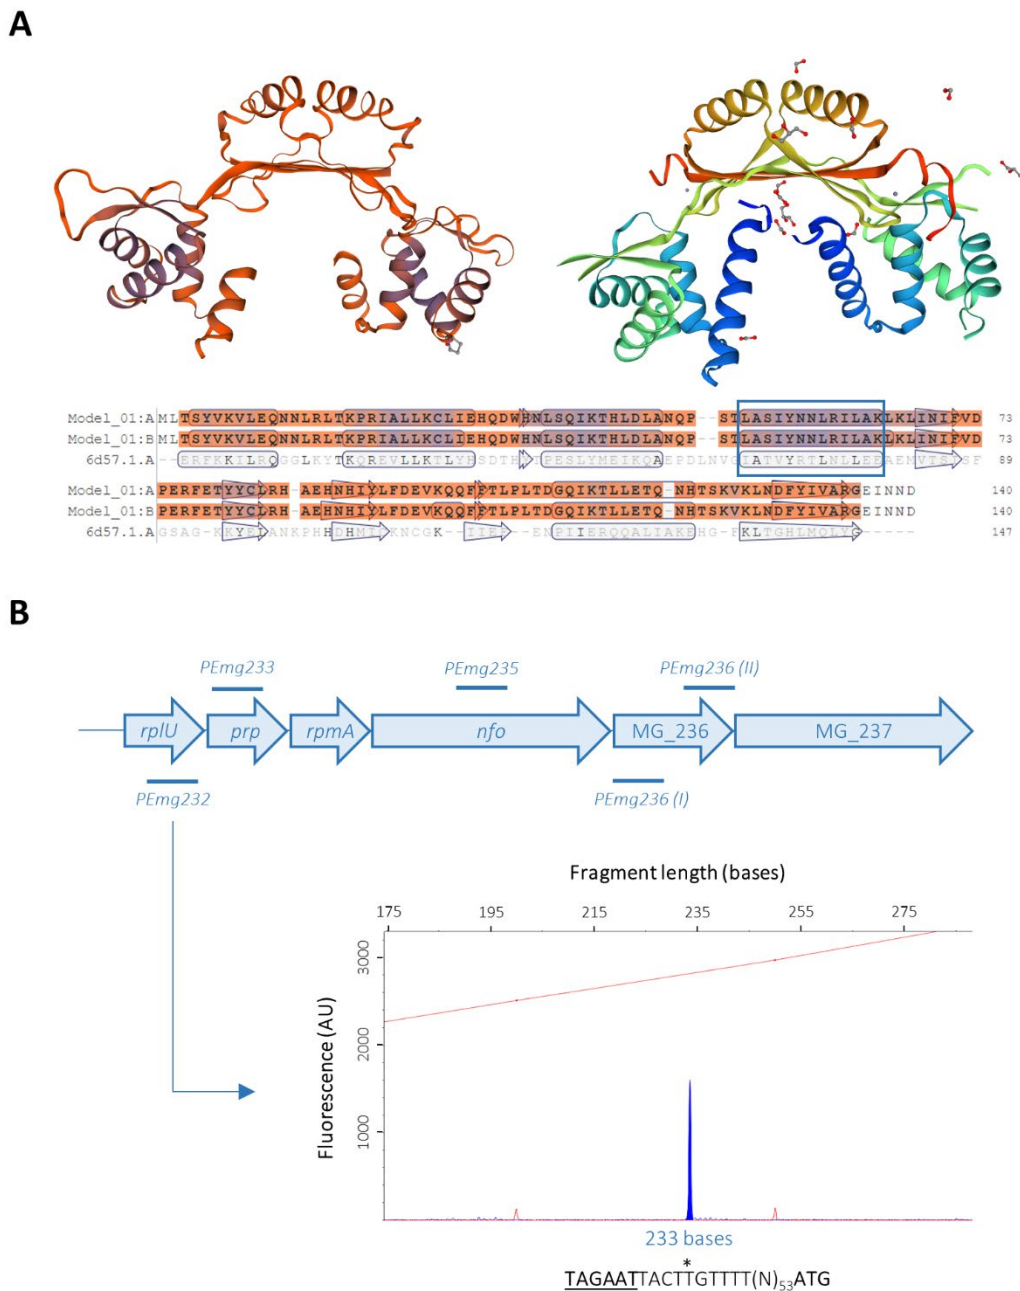 A
Model_01:A MLTSYVKVLEQNNLRLTKPRIALLKCLIEHQDWHNLSQIKTHLDLANQP--STLASIYNNLRILAKLKLINIFVD 73
Model_01:B MLTSYVKVLEQNNLRLTKPRIALLKCLIEHQDWHNLSQIKTHLDLANQP--STLASIYNNLRILAKLKLINIFVD 73
6d57.1.A 89
Model_01:A PERFETYYCLRH-AEHNHIYLFDEVKQQFFTLPLTDGQIKTLLETQ-NHTSKVKLNDFYIVARGEINND 140
Model_01:B PERFETYYCLRH-AEHNHIYLFDEVKQQFFTLPLTDGQIKTLLETQ-NHTSKVKLNDFYIVARGEINND 140
6d57.1.A 147
B
PEmg233 PEmg235 PEmg236 (II)
rplU prp rpmA nfo MG_236 MG_237
PEmg232 PEmg236 (I)
Fragment length (bases)
175 195 215 235 255 275
Fluorescence (AU)
3000
2000
1000
233 bases
*
TAGAATTACTTGTTTT(N)53ATG